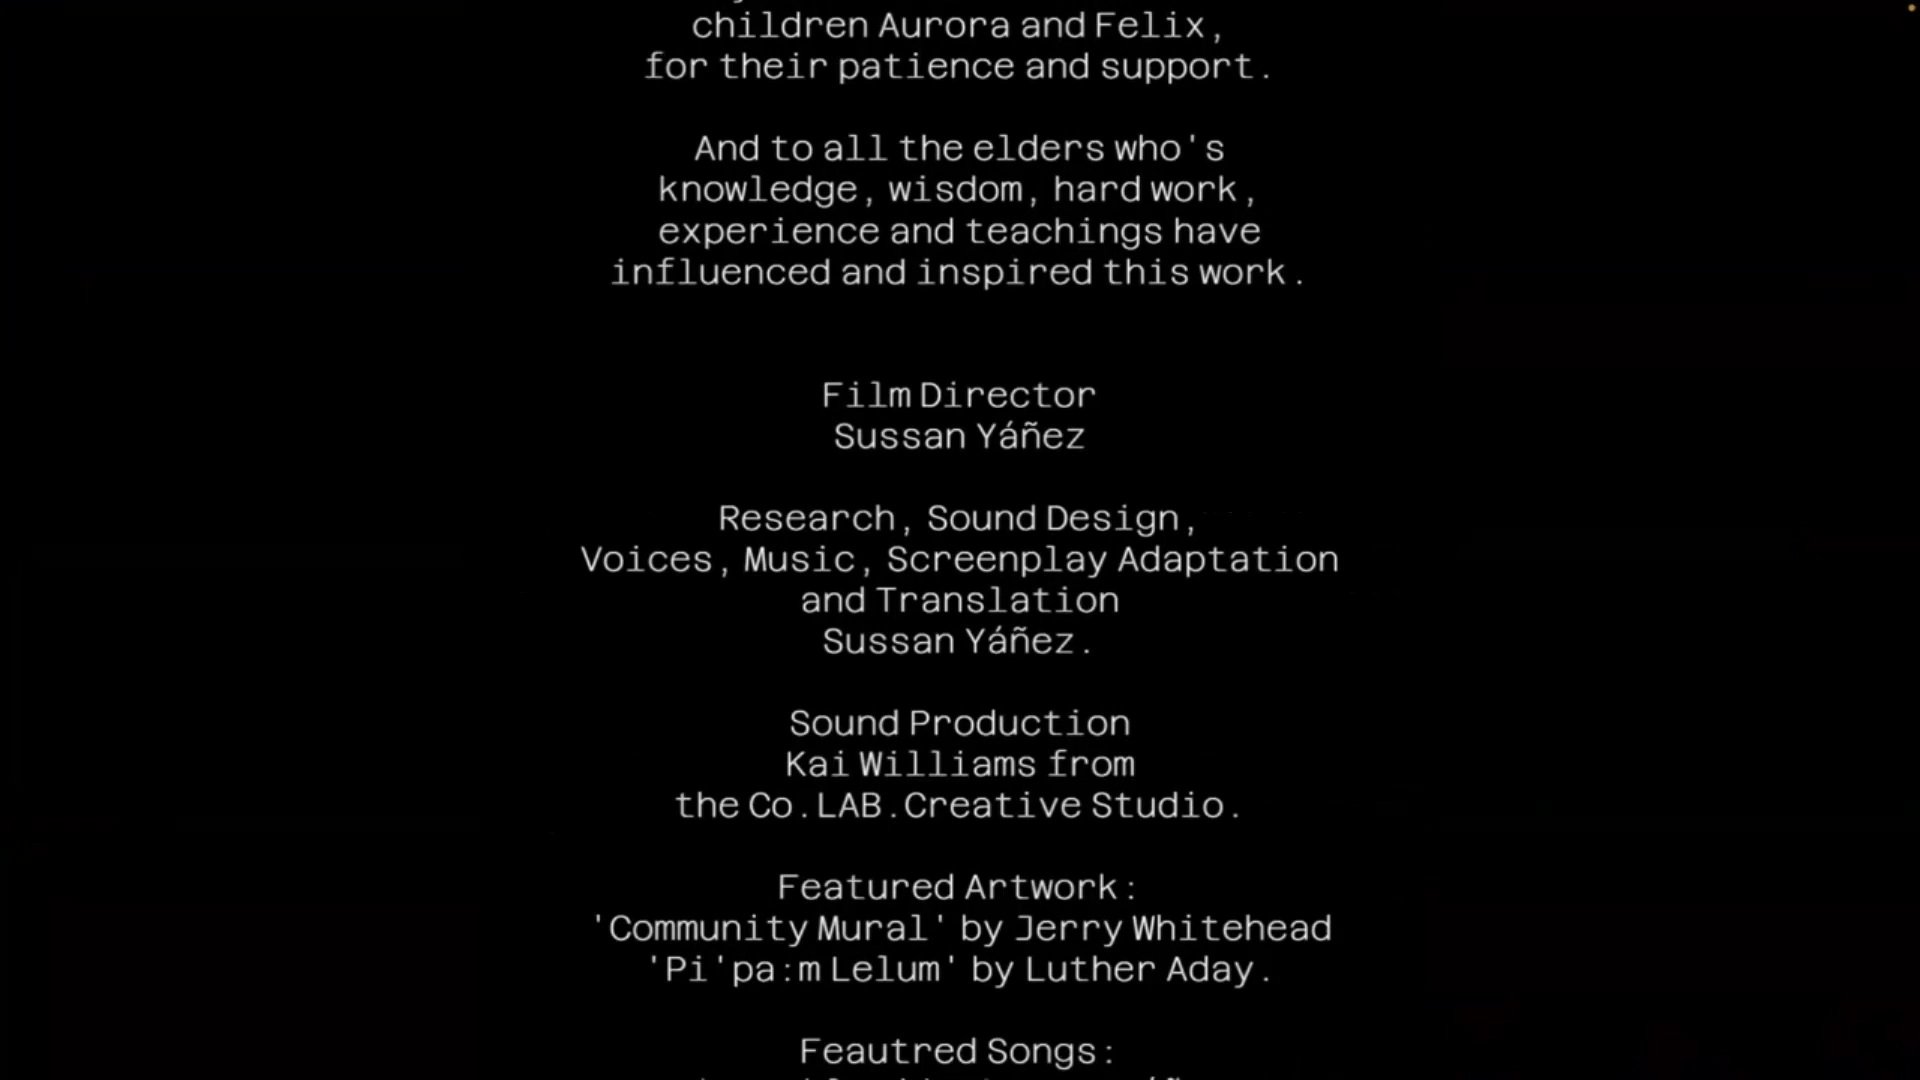 children Aurora and Felix,
for their patience and support.
And to all the elders who's
knowledge, wisdom, hard work,
experience and teachings have
influenced and inspired this work.
Film Director
Sussan Yáñez
Research, Sound Design,
Voices, Music, Screenplay Adaptation
and Translation
Sussan Yáñez.
Sound Production
Kai Williams from
the Co.LAB.Creative Studio.
Featured Artwork:
'Community Mural' by Jerry Whitehead
'Pi'pa:m Lelum' by Luther Aday.
Feautred Songs: